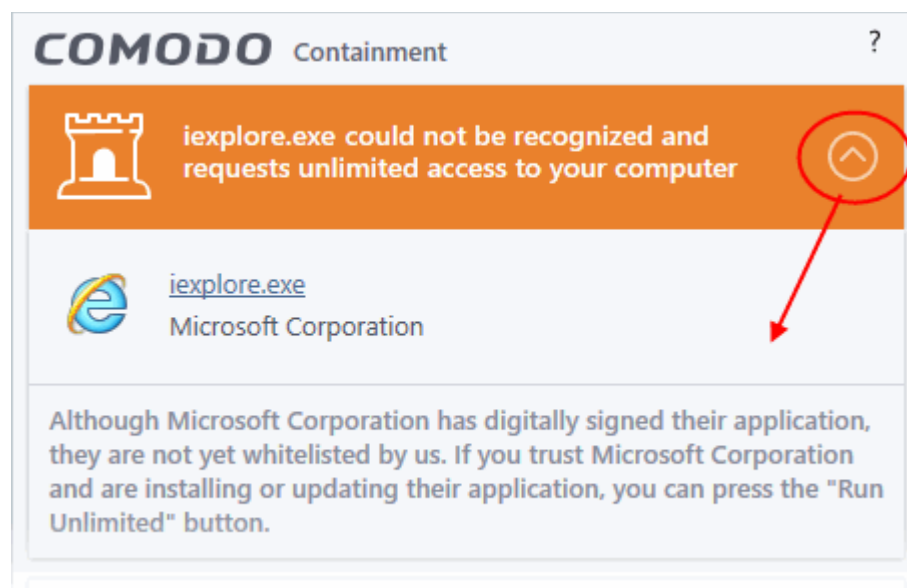 COMODO Containment ?
iexplore.exe could not be recognized and
requests unlimited access to your computer
iexplore.exe
Microsoft Corporation
Although Microsoft Corporation has digitally signed their application,
they are not yet whitelisted by us. If you trust Microsoft Corporation
and are installing or updating their application, you can press the "Run
Unlimited" button.